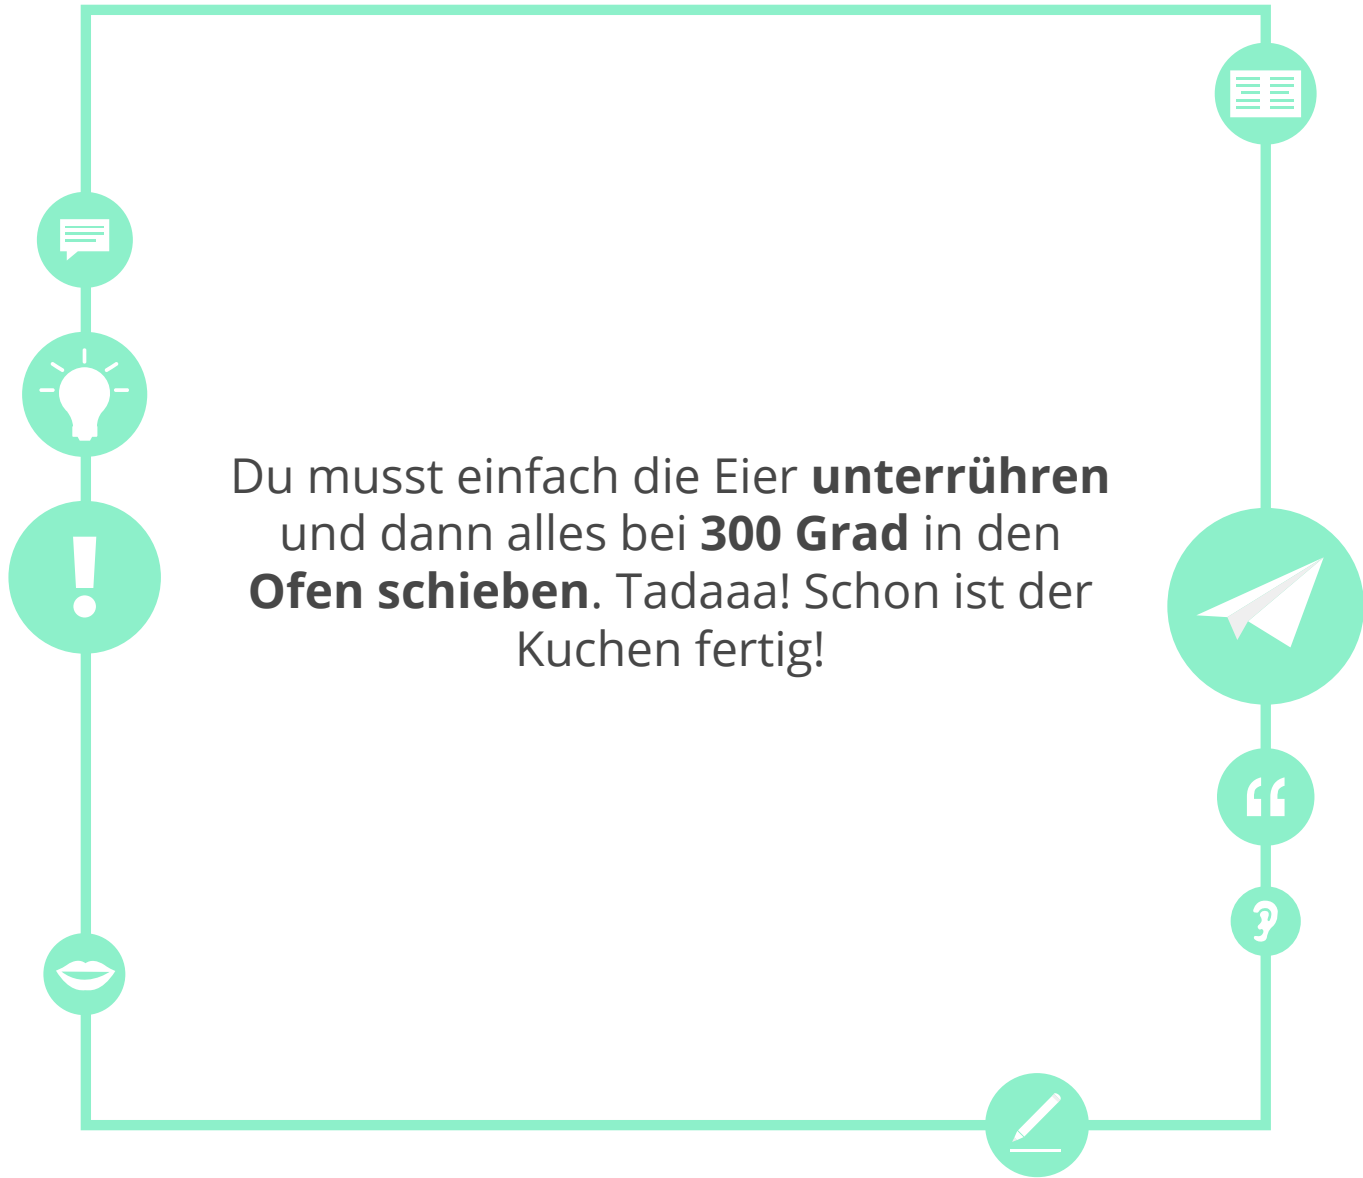 Du musst einfach die Eier unterrühren
und dann alles bei 300 Grad in den
Ofen schieben. Tadaaa! Schon ist der
Kuchen fertig!